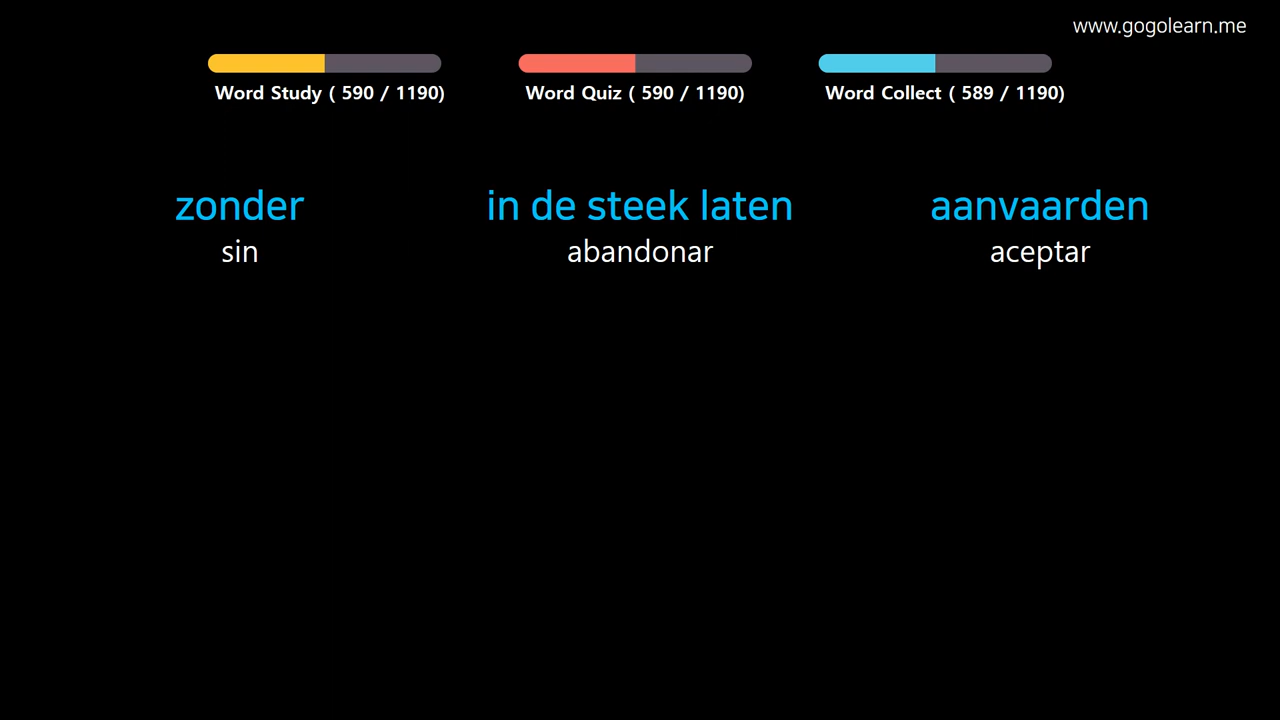 www.gogolearn.me
Word Study ( 590 / 1190)
Word Quiz ( 590 / 1190)
Word Collect ( 589 / 1190)
zonder
in de steek laten
aanvaarden
sin
abandonar
aceptar